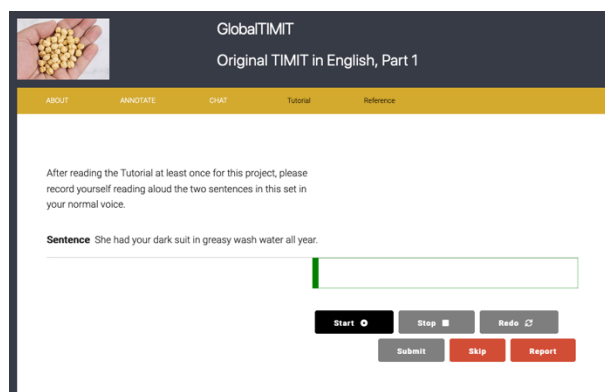 GlobalTIMIT
Original TIMIT in English, Part 1
ABOUT ANNOTATE CHAT Tutorial Reference
After reading the Tutorial at least once for this project, please
record yourself reading aloud the two sentences in this set in
your normal voice.
Sentence She had your dark suit in greasy wash water all year.
Start Stop Redo
Submit Skip Report